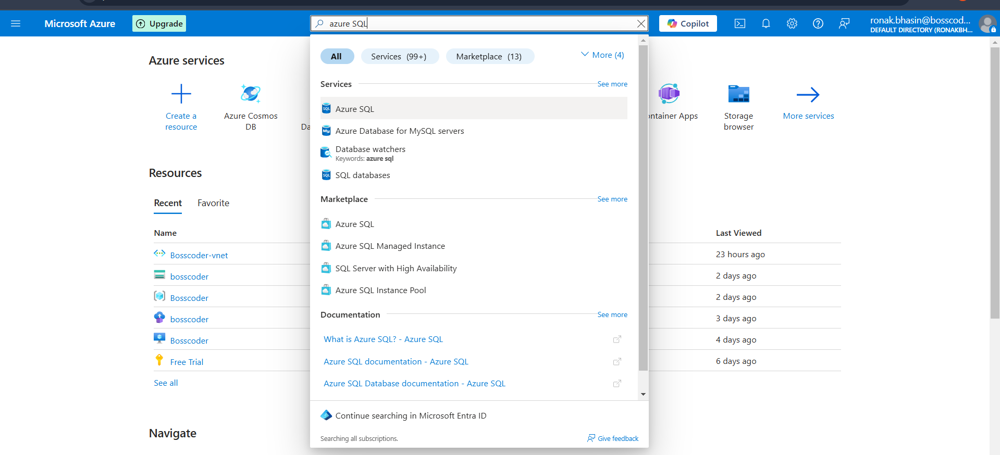 Microsoft Azure
Upgrade
azure SQL
Copilot
ronak.bhasin@bosscod...
DEFAULT DIRECTORY (RONAKBH...
Azure services
Create a
resource
Azure Cosmos
DB
Da
ontainer Apps
Storage
browser
More services
All
Services (99+)
Marketplace (13)
More (4)
Services
See more
Azure SQL
Azure Database for MySQL servers
Database watchers
Keywords: azure sql
SQL databases
Marketplace
See more
Azure SQL
Azure SQL Managed Instance
SQL Server with High Availability
Azure SQL Instance Pool
Documentation
See more
What is Azure SQL? - Azure SQL
Azure SQL documentation - Azure SQL
Azure SQL Database documentation - Azure SQL
Continue searching in Microsoft Entra ID
Searching all subscriptions.
Give feedback
Resources
Recent
Favorite
Name
Last Viewed
Bosscoder-vnet
23 hours ago
bosscoder
2 days ago
Bosscoder
2 days ago
bosscoder
3 days ago
Bosscoder
4 days ago
Free Trial
6 days ago
See all
Navigate